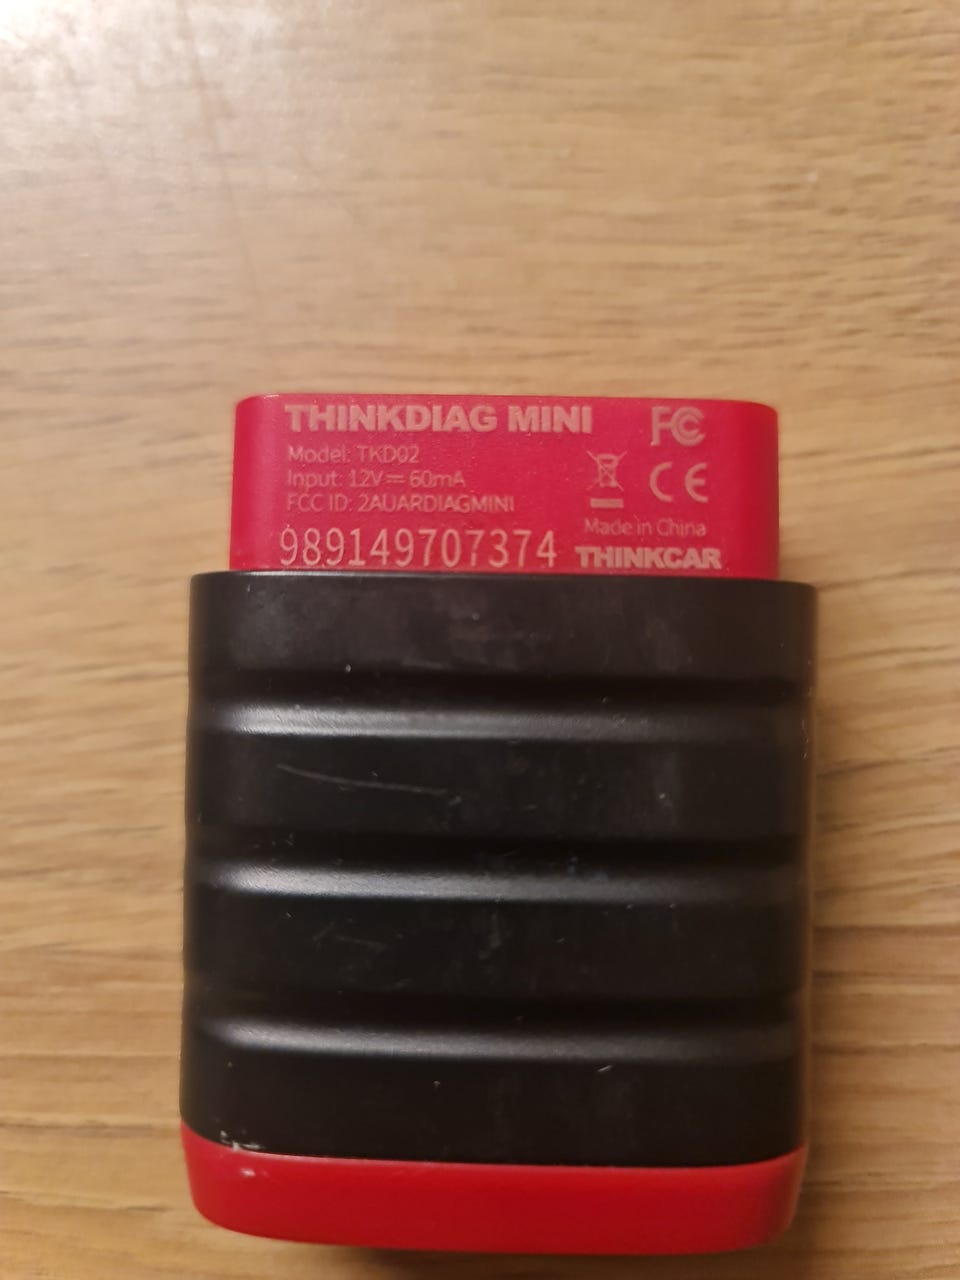 THINKDIAG MINI
FC
Model: TKD02
Input: 12V⎓60mA
FCC ID: 2AUARDIAGMINI
CE
Made in China
989149707374
THINKCAR